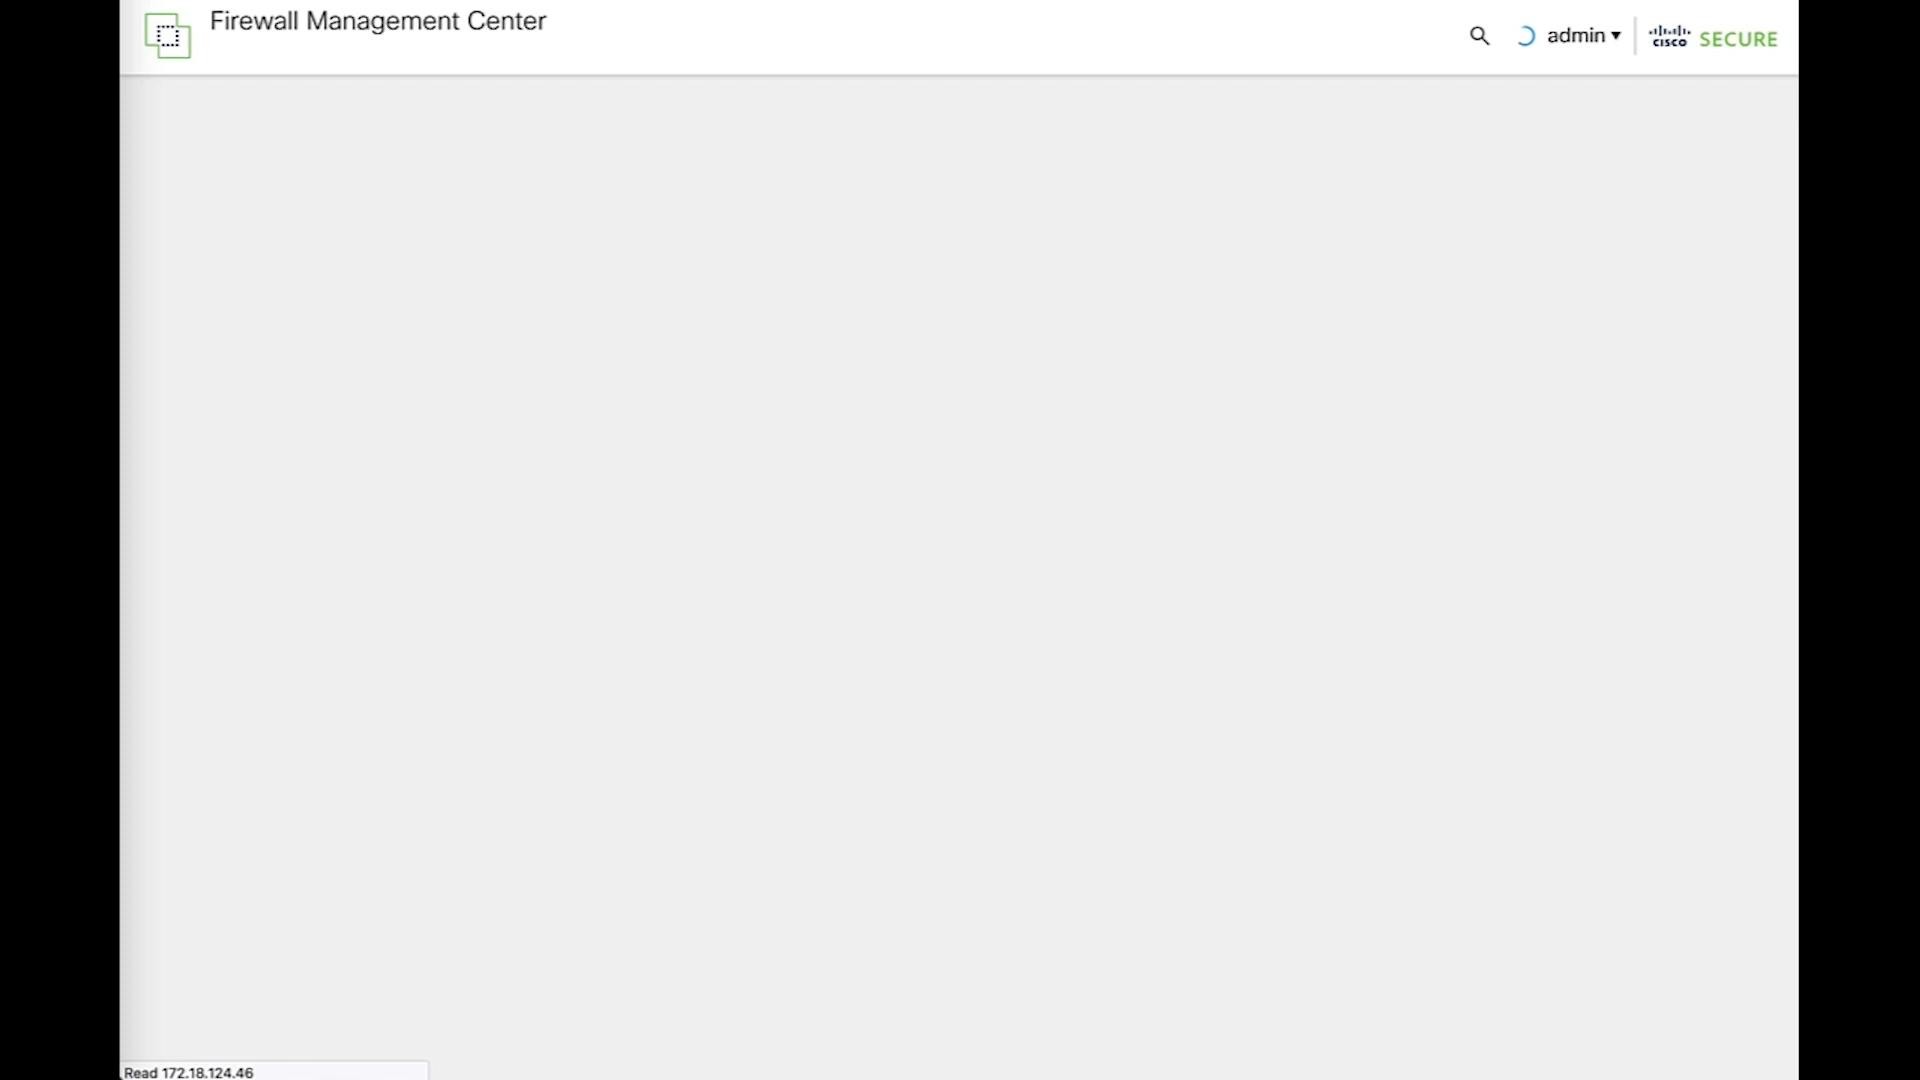 Firewall Management Center
admin
CISCO SECURE
Read 172.18.124.46